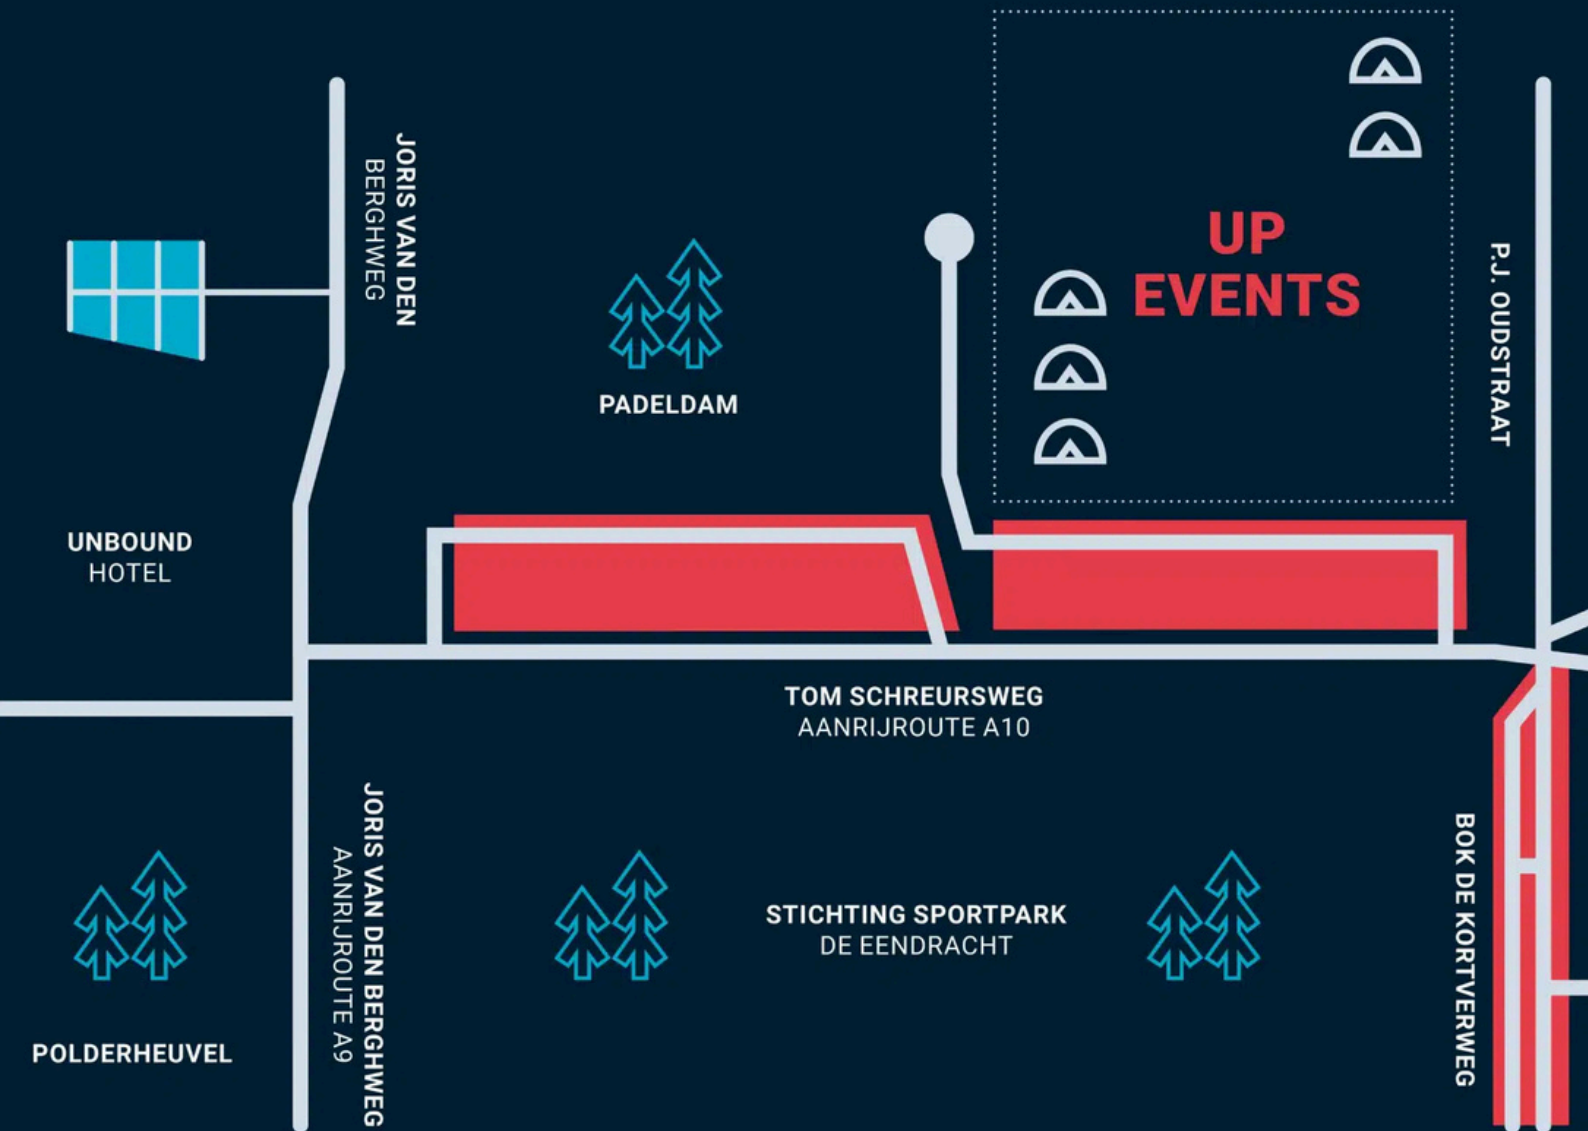 JORIS VAN DEN
BERGHWEG
UP
EVENTS
P.J. OUDSTRAAT
PADELDAM
UNBOUND
HOTEL
TOM SCHREURSWEG
AANRIJROUTE A10
JORIS VAN DEN BERGHWEG
AANRIJROUTE A9
BOK DE KORTVERWEG
STICHTING SPORTPARK
DE EENDRACHT
POLDERHEUVEL